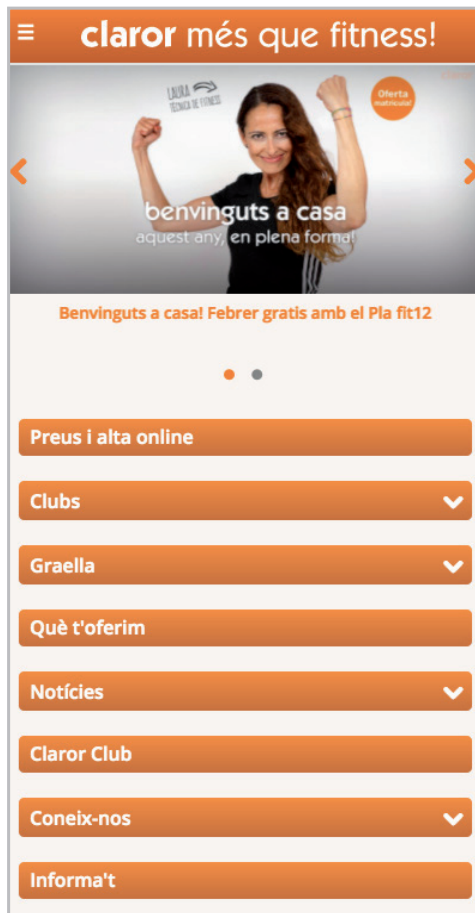 claror més que fitness!
LAURA
TÈCNICA DE FITNESS
Oferta
matrícula!
benvinguts a casa
aquest any, en plena forma!
Benvinguts a casa! Febrer gratis amb el Pla fit12
Preus i alta online
Clubs
Graella
Què t'oferim
Notícies
Claror Club
Coneix-nos
Informa't